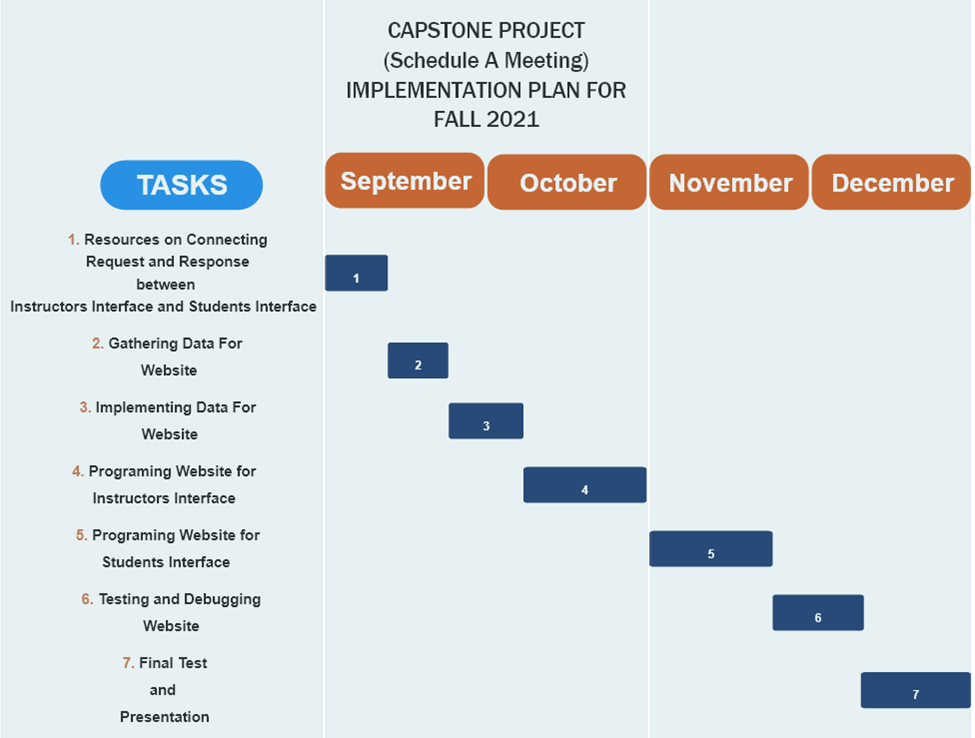 CAPSTONE PROJECT
(Schedule A Meeting)
IMPLEMENTATION PLAN FOR
FALL 2021
TASKS
September
October
November
December
1. Resources on Connecting
Request and Response
between
Instructors Interface and Students Interface
1
2. Gathering Data For
Website
2
3. Implementing Data For
Website
3
4. Programing Website for
Instructors Interface
4
5. Programing Website for
Students Interface
5
6. Testing and Debugging
Website
6
7. Final Test
and
Presentation
7